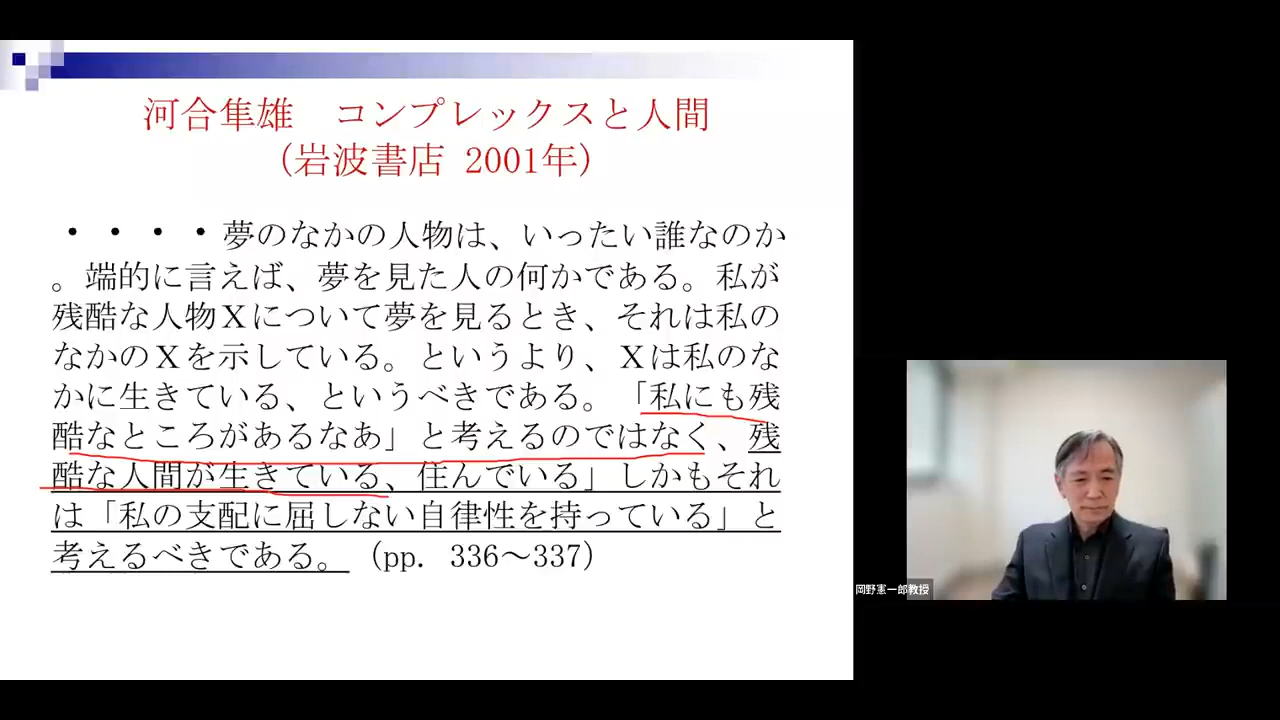 河合隼雄　コンプレックスと人間
（岩波書店 2001年）
・・・・夢のなかの人物は、いったい誰なのか
。端的に言えば、夢を見た人の何かである。私が
残酷な人物Xについて夢を見るとき、それは私の
なかのXを示している。というより、Xは私のな
かに生きている、というべきである。「私にも残
酷なところがあるなあ」と考えるのではなく、残
酷な人間が生きている、住んでいる」しかもそれ
は「私の支配に屈しない自律性を持っている」と
考えるべきである。（pp. 336～337）
岡野憲一郎教授